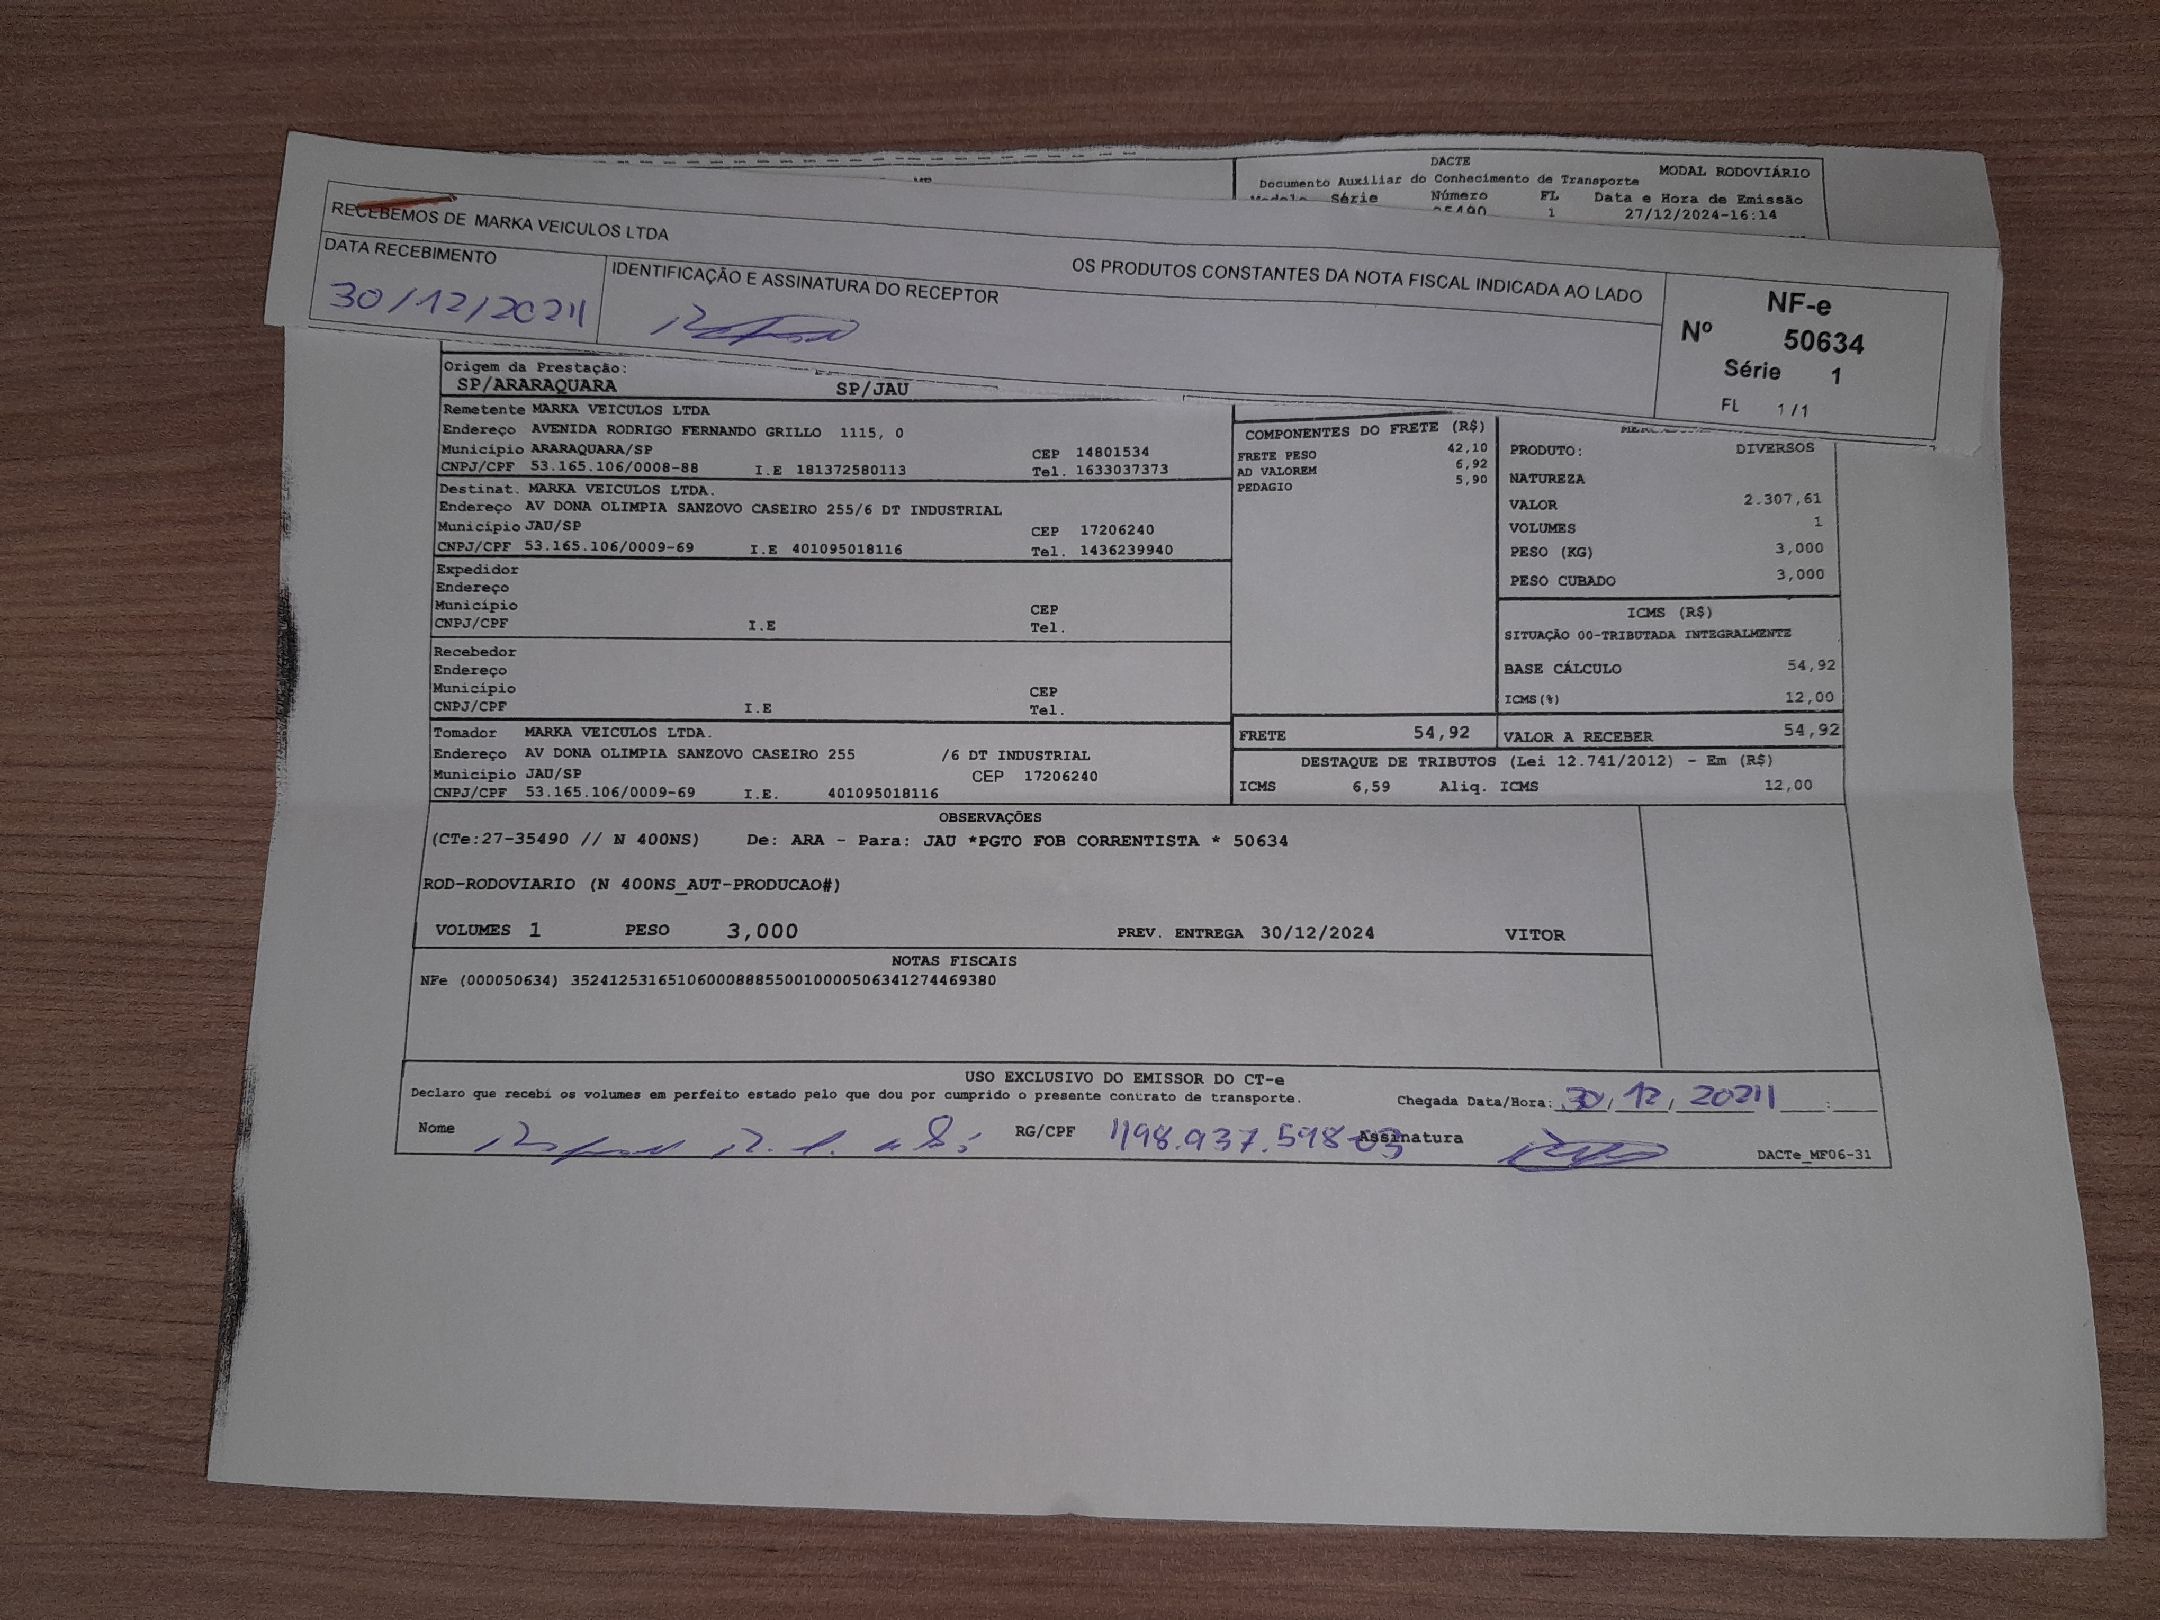 DACTE
MODAL RODOVIÁRIO
Documento Auxiliar do Conhecimento de Transporte
Série Número FL Data e Hora de Emissão
1 27/12/2024-16:14
RECEBEMOS DE MARKA VEICULOS LTDA
OS PRODUTOS CONSTANTES DA NOTA FISCAL INDICADA AO LADO
DATA RECEBIMENTO
30/12/2024
IDENTIFICAÇÃO E ASSINATURA DO RECEPTOR
NF-e
Nº 50634
Série 1
FL 1/1
Origem da Prestação:
SP/ARARAQUARA SP/JAU
Remetente MARKA VEICULOS LTDA
Endereço AVENIDA RODRIGO FERNANDO GRILLO 1115, 0
Município ARARAQUARA/SP CEP 14801534
CNPJ/CPF 53.165.106/0008-88 I.E 181372580113 Tel. 1633037373
Destinat. MARKA VEICULOS LTDA.
Endereço AV DONA OLIMPIA SANZOVO CASEIRO 255/6 DT INDUSTRIAL
Município JAU/SP CEP 17206240
CNPJ/CPF 53.165.106/0009-69 I.E 401095018116 Tel. 1436239940
Expedidor
Endereço
Município CEP
CNPJ/CPF I.E Tel.
Recebedor
Endereço
Município CEP
CNPJ/CPF I.E Tel.
Tomador MARKA VEICULOS LTDA.
Endereço AV DONA OLIMPIA SANZOVO CASEIRO 255 /6 DT INDUSTRIAL
Municipio JAU/SP CEP 17206240
CNPJ/CPF 53.165.106/0009-69 I.E. 401095018116
COMPONENTES DO FRETE (R$)
FRETE PESO 42,10
AD VALOREM 6,92
PEDAGIO 5,90
PRODUTO: DIVERSOS
NATUREZA
VALOR 2.307,61
VOLUMES 1
PESO (KG) 3,000
PESO CUBADO 3,000
ICMS (R$)
SITUAÇÃO 00-TRIBUTADA INTEGRALMENTE
BASE CÁLCULO 54,92
ICMS(%) 12,00
FRETE 54,92 VALOR A RECEBER 54,92
DESTAQUE DE TRIBUTOS (Lei 12.741/2012) - Em (R$)
ICMS 6,59 Aliq. ICMS 12,00
OBSERVAÇÕES
(CTe:27-35490 // N 400NS) De: ARA - Para: JAU *PGTO FOB CORRENTISTA * 50634
ROD-RODOVIARIO (N 400NS_AUT-PRODUCAO#)
VOLUMES 1 PESO 3,000 PREV. ENTREGA 30/12/2024 VITOR
NOTAS FISCAIS
NFe (000050634) 35241253165106000888550010000506341274469380
USO EXCLUSIVO DO EMISSOR DO CT-e
Declaro que recebi os volumes em perfeito estado pelo que dou por cumprido o presente contrato de transporte. Chegada Data/Hora: 30/12/2024 :
Nome RG/CPF 498.937.598-03 Assinatura
DACTe_MF06-31